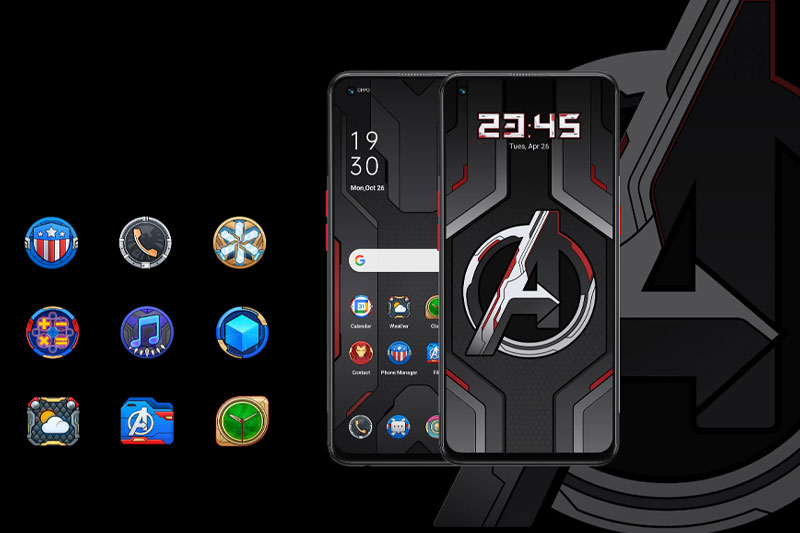 OPPO
19
30
Mon,Oct 26
Calendar
Weather
Contact
Phone Manager
23:45
Tues, Apr 26